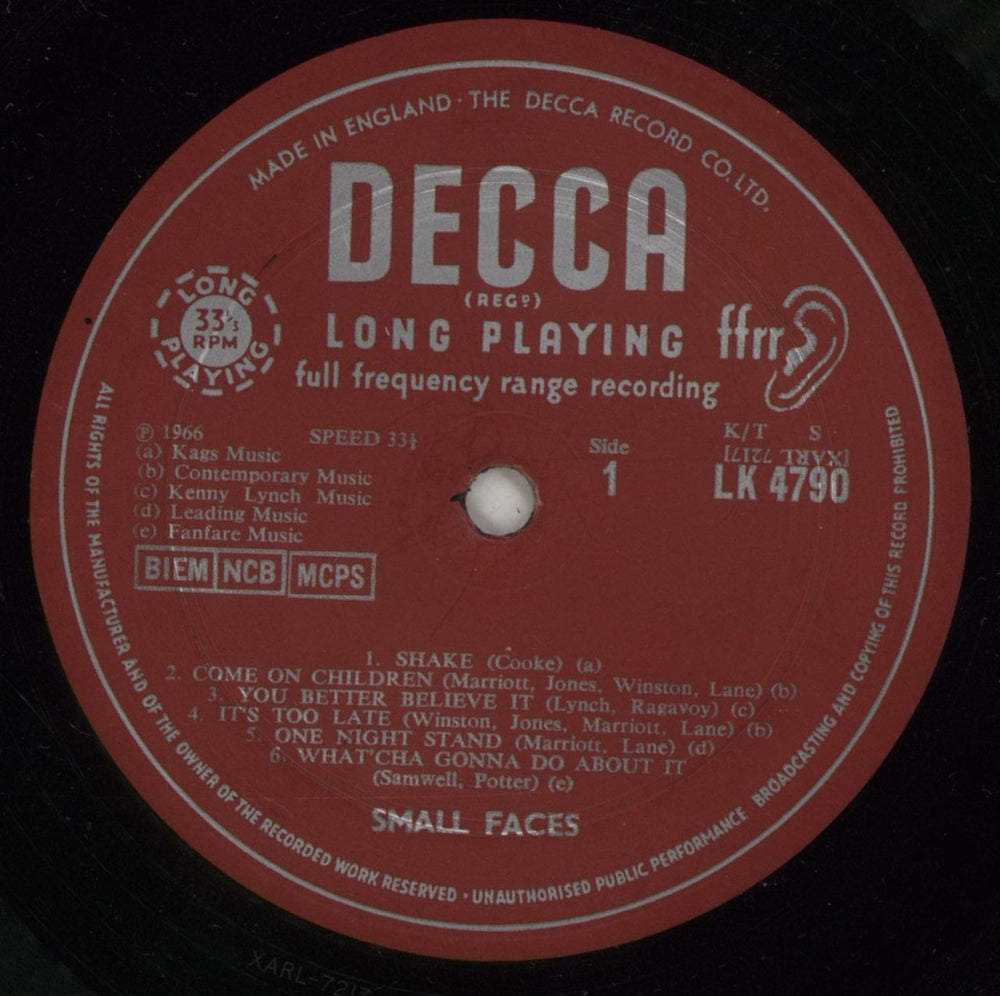 MADE IN ENGLAND · THE DECCA RECORD CO. LTD.
DECCA
(REGD)
LONG PLAYING
ffrr
full frequency range recording
LONG
33⅓
RPM
PLAYING
Ⓟ 1966
SPEED 33⅓
(a) Kags Music
(b) Contemporary Music
(c) Kenny Lynch Music
(d) Leading Music
(e) Fanfare Music
BIEM NCB MCPS
Side
1
K/T S
[XARL 7217]
LK 4790
1. SHAKE (Cooke) (a)
2. COME ON CHILDREN (Marriott, Jones, Winston, Lane) (b)
3. YOU BETTER BELIEVE IT (Lynch, Ragavoy) (c)
4. IT'S TOO LATE (Winston, Jones, Marriott, Lane) (b)
5. ONE NIGHT STAND (Marriott, Lane) (d)
6. WHAT'CHA GONNA DO ABOUT IT
(Samwell, Potter) (e)
SMALL FACES
ALL RIGHTS OF THE MANUFACTURER AND OF THE OWNER OF THE RECORDED WORK RESERVED · UNAUTHORISED PUBLIC PERFORMANCE BROADCASTING AND COPYING OF THIS RECORD PROHIBITED